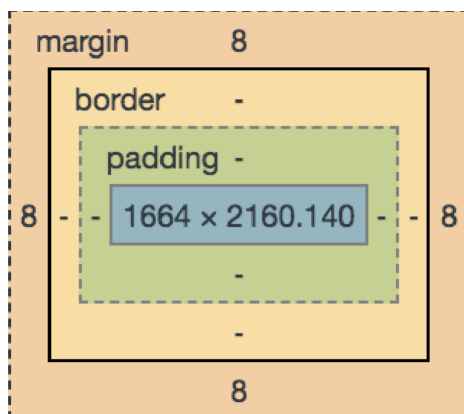 margin 8
border -
padding -
8 - - 1664 × 2160.140 - - 8
-
-
8